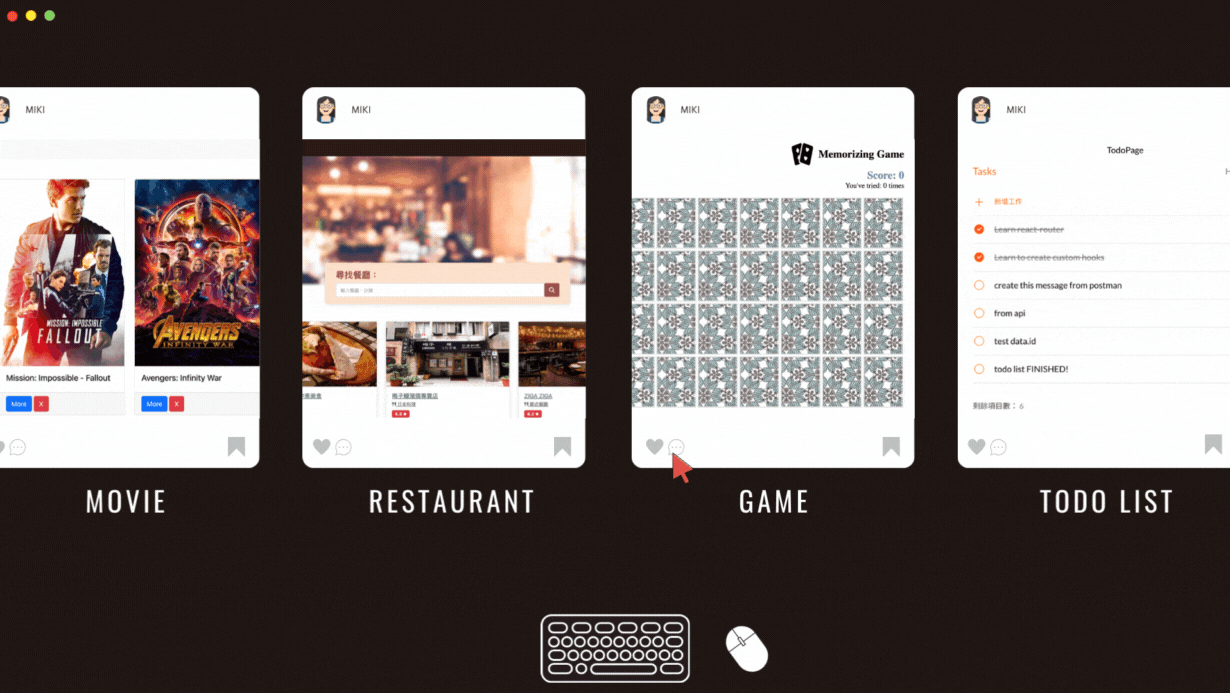 MIKI
MISSION: IMPOSSIBLE
FALLOUT
AVENGERS
INFINITY WAR
Mission: Impossible - Fallout
Avengers: Infinity War
More
X
More
X
MOVIE
MIKI
尋找餐廳：
ZIGA ZIGA
4.2
RESTAURANT
MIKI
Memorizing Game
Score: 0
You've tried: 0 times
GAME
MIKI
TodoPage
Tasks
H
+ 新增工作
Learn react-router
Learn to create custom hooks
create this message from postman
from api
test data.id
todo list FINISHED!
剩餘項目數： 6
TODO LIST